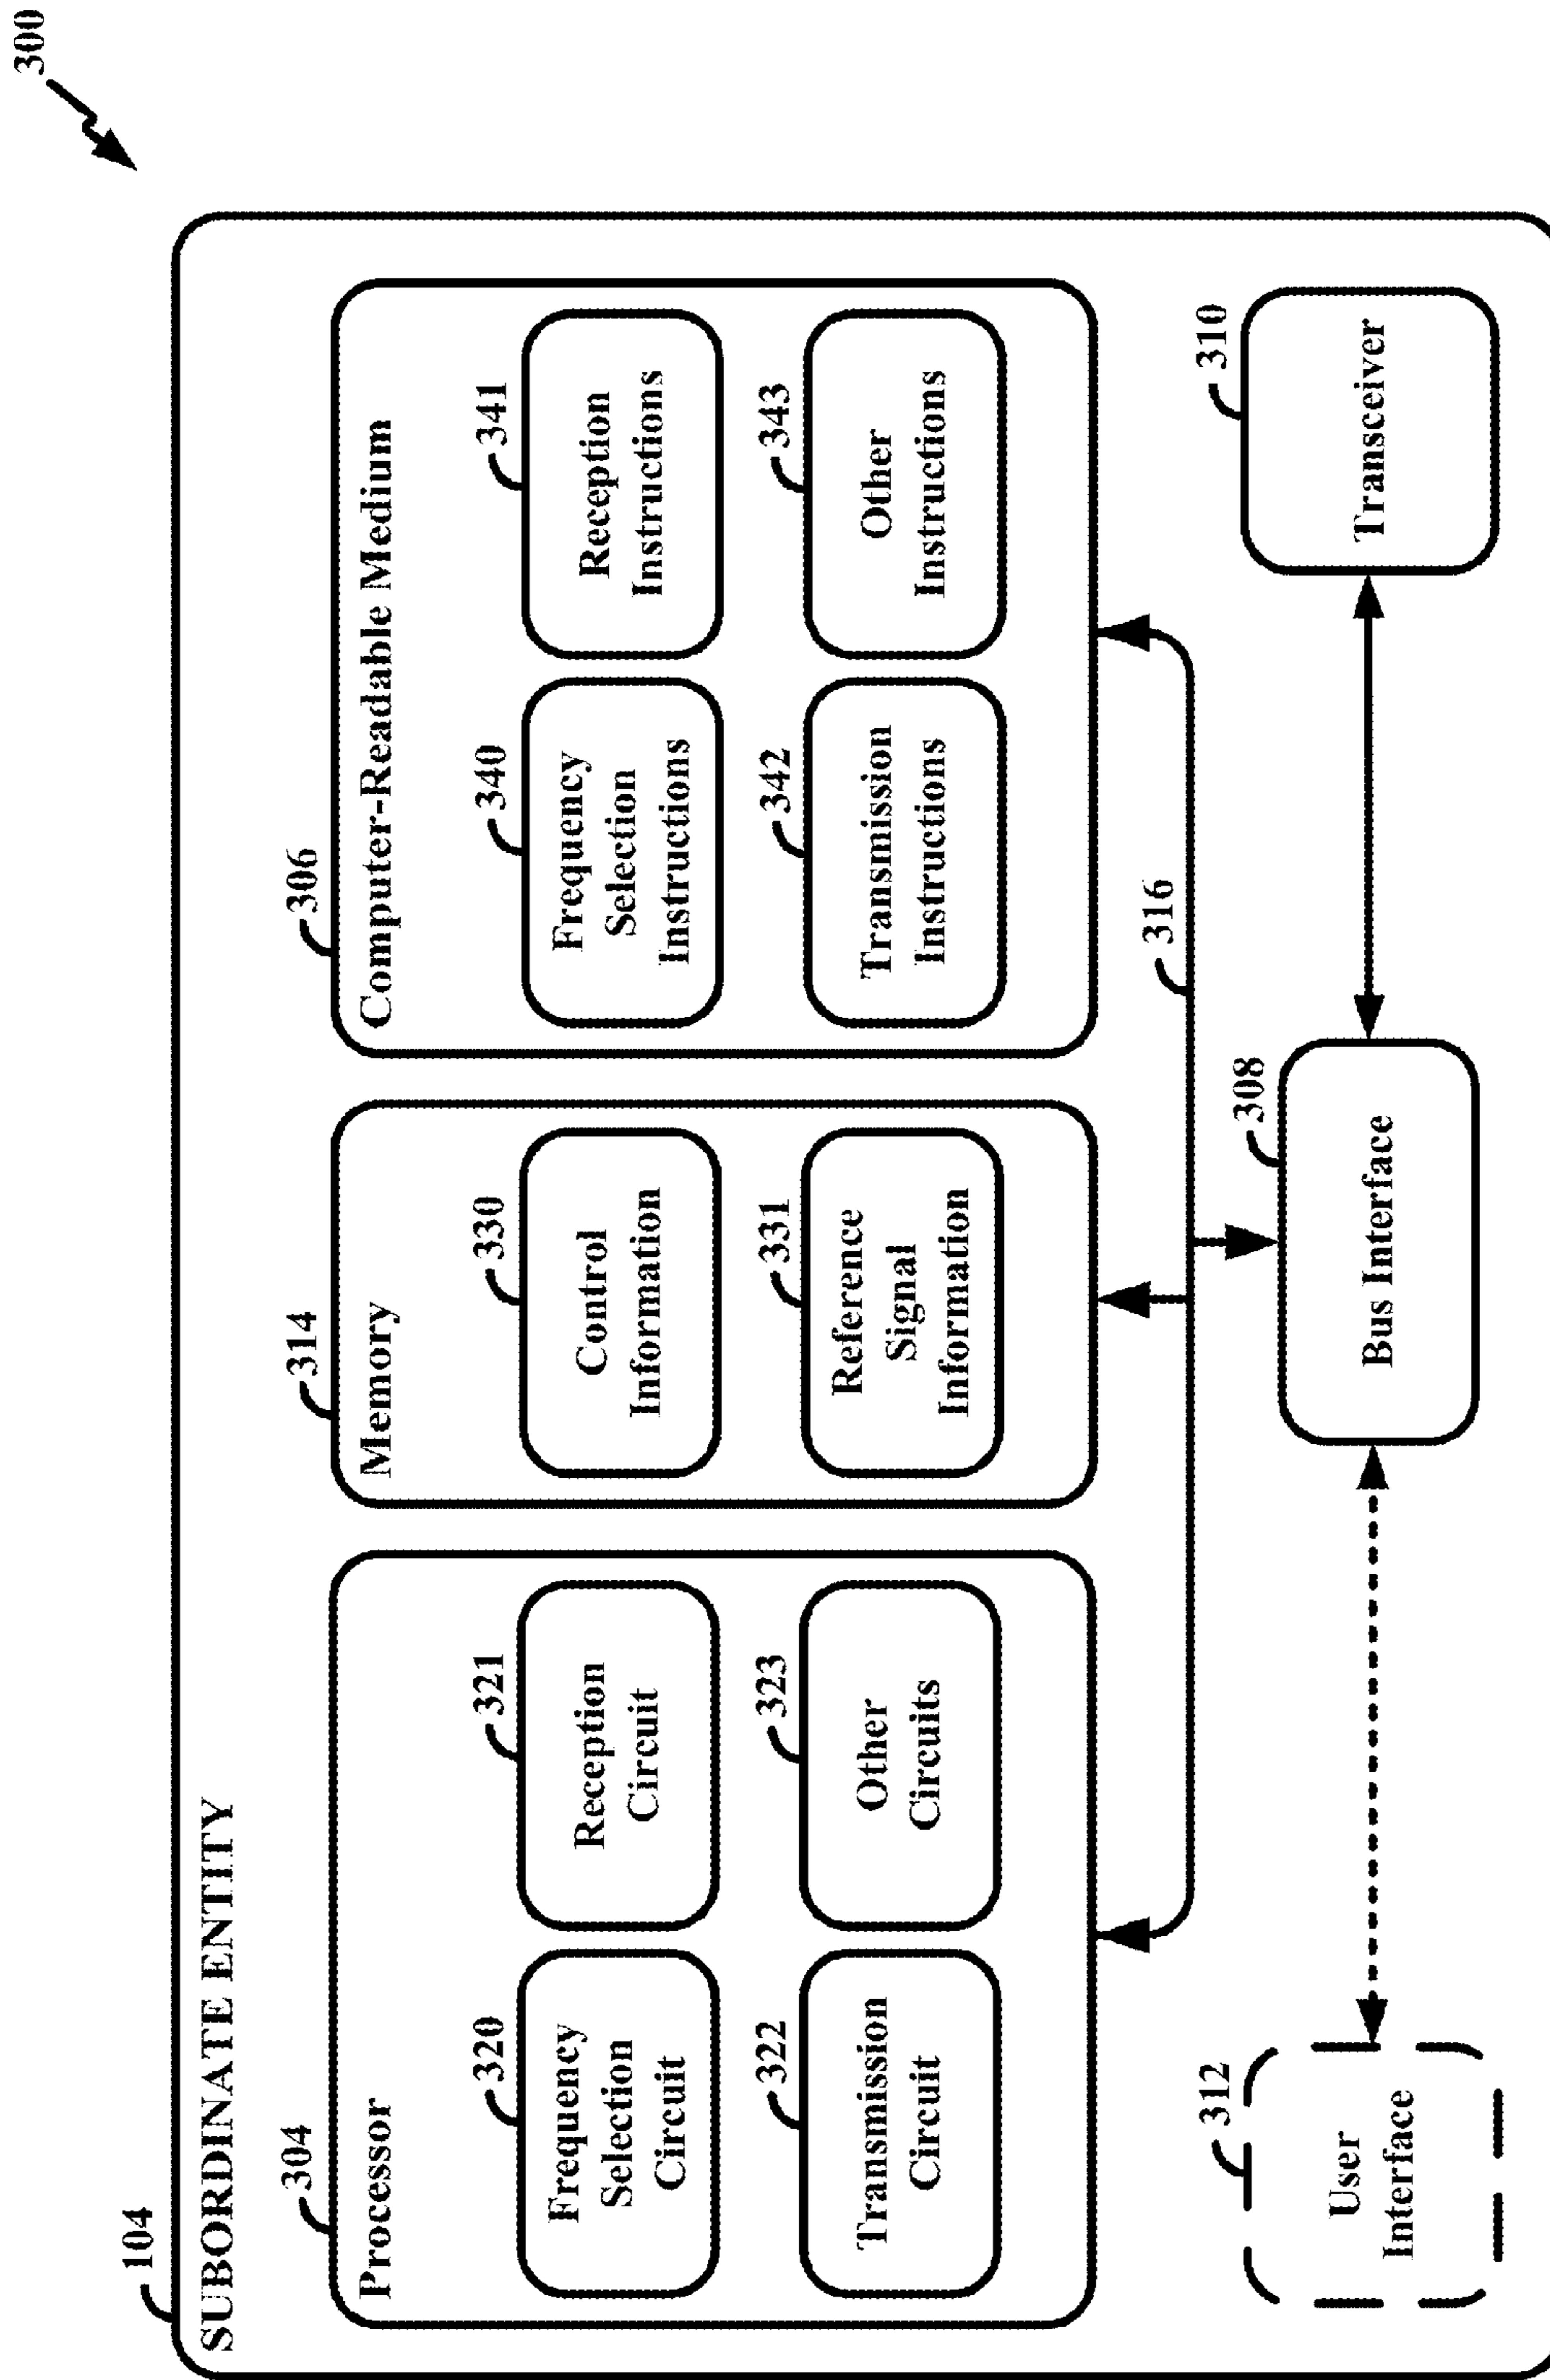 300
104
SUBORDINATE ENTITY
304
Processor
320
Frequency
Selection
Circuit
321
Reception
Circuit
322
Transmission
Circuit
323
Other
Circuits
314
Memory
330
Control
Information
331
Reference
Signal
Information
306
Computer-Readable Medium
340
Frequency
Selection
Instructions
341
Reception
Instructions
342
Transmission
Instructions
343
Other
Instructions
316
312
User
Interface
308
Bus Interface
310
Transceiver